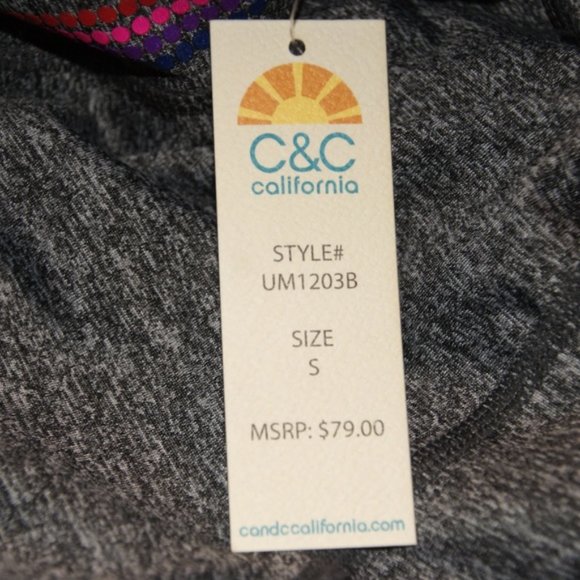 C&C
california
STYLE#
UM1203B
SIZE
S
MSRP: $79.00
candccalifornia.com